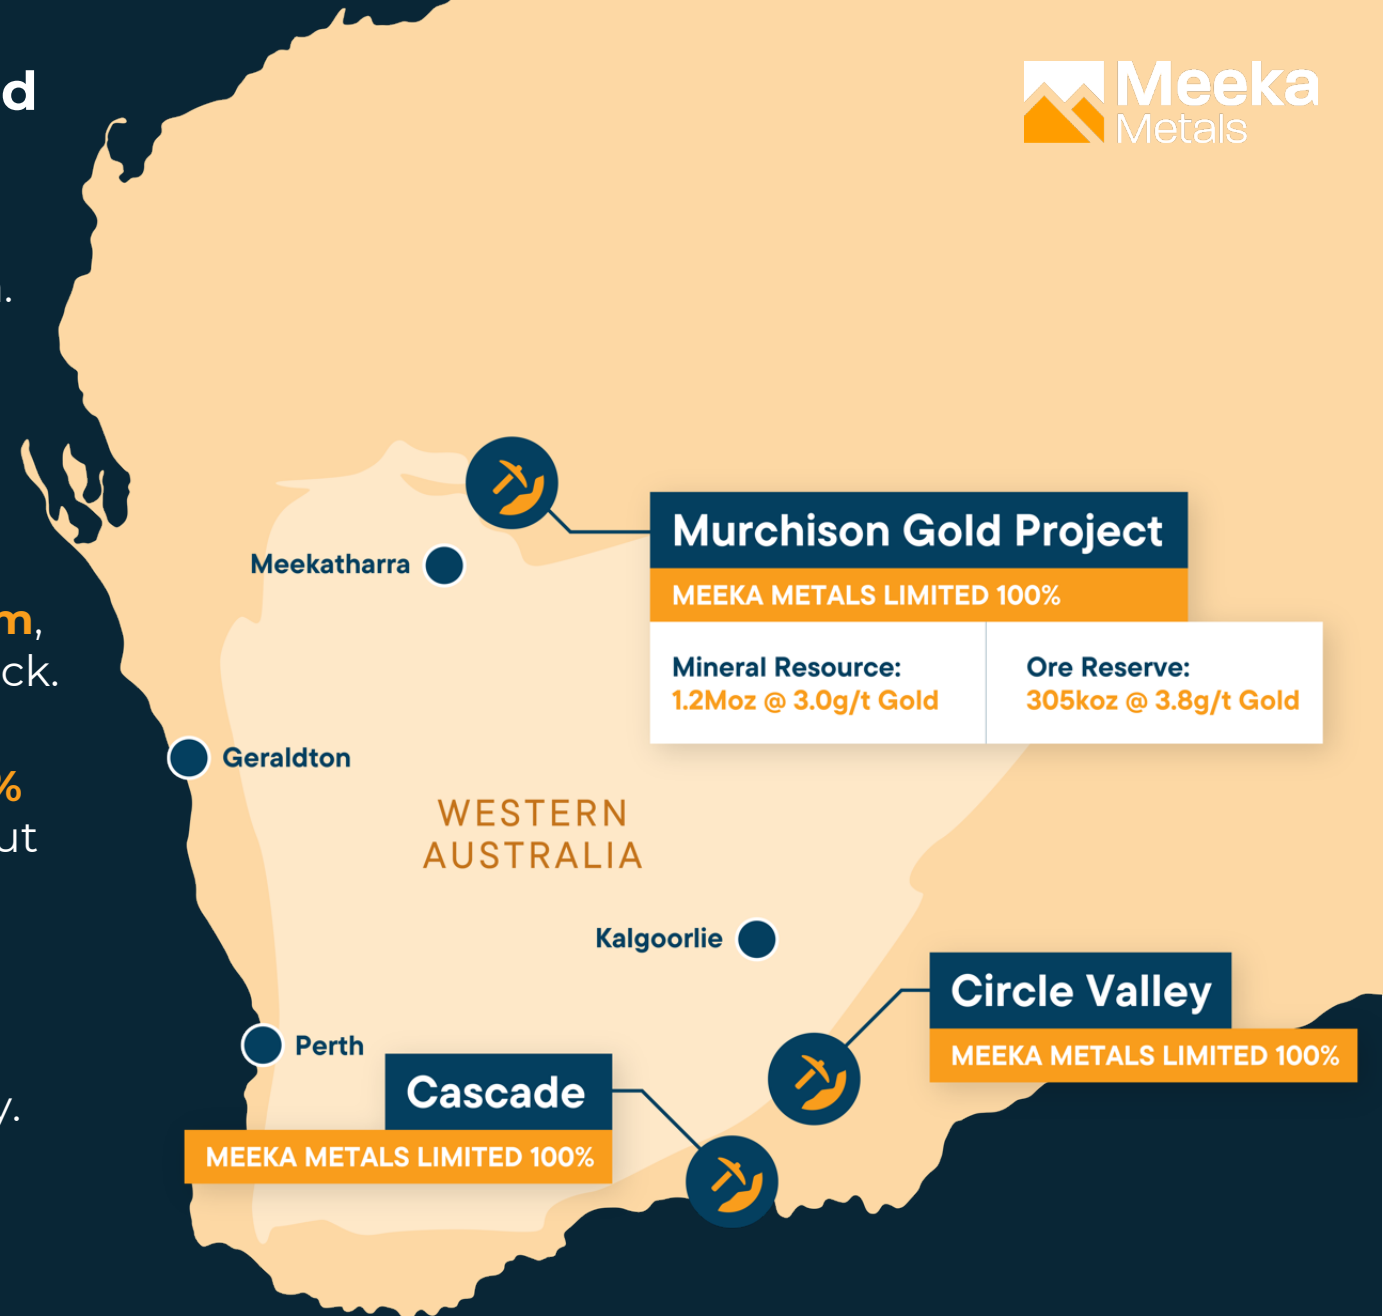 d
.
m,
ck.
%
ut
y.
Meeka
Metals
Murchison Gold Project
MEEKA METALS LIMITED 100%
Mineral Resource:
1.2Moz @ 3.0g/t Gold
Ore Reserve:
305koz @ 3.8g/t Gold
Meekatharra
Geraldton
WESTERN
AUSTRALIA
Kalgoorlie
Circle Valley
MEEKA METALS LIMITED 100%
Perth
Cascade
MEEKA METALS LIMITED 100%